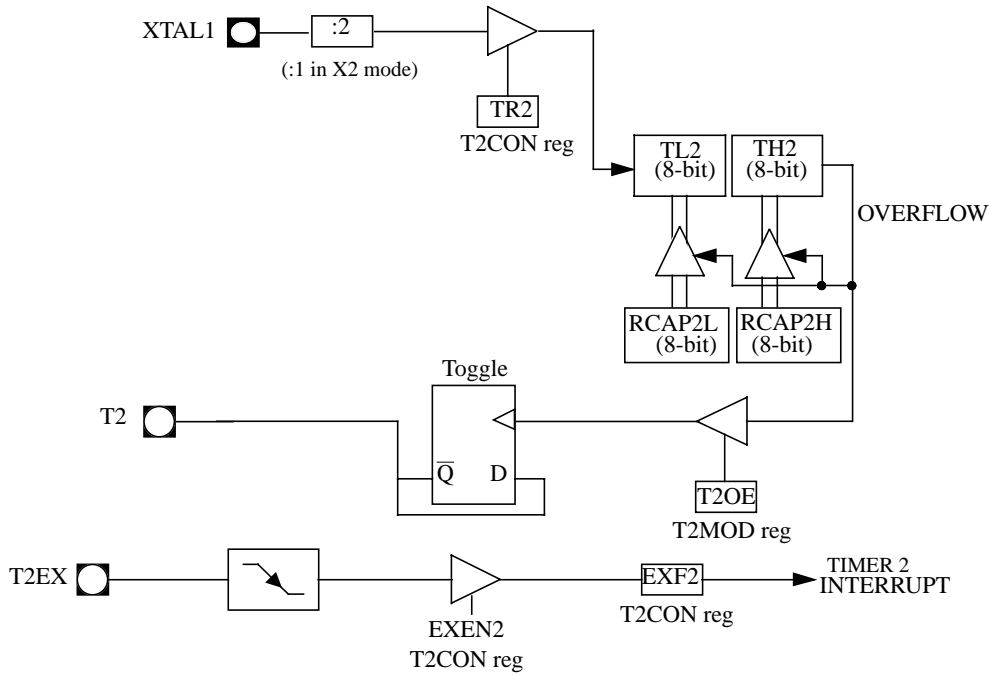 XTAL1
:2
(:1 in X2 mode)
TR2
T2CON reg
TL2
(8-bit)
TH2
(8-bit)
OVERFLOW
RCAP2L
(8-bit)
RCAP2H
(8-bit)
Toggle
T2
Q̅ D
T2OE
T2MOD reg
T2EX
EXEN2
T2CON reg
EXF2
T2CON reg
TIMER 2
INTERRUPT